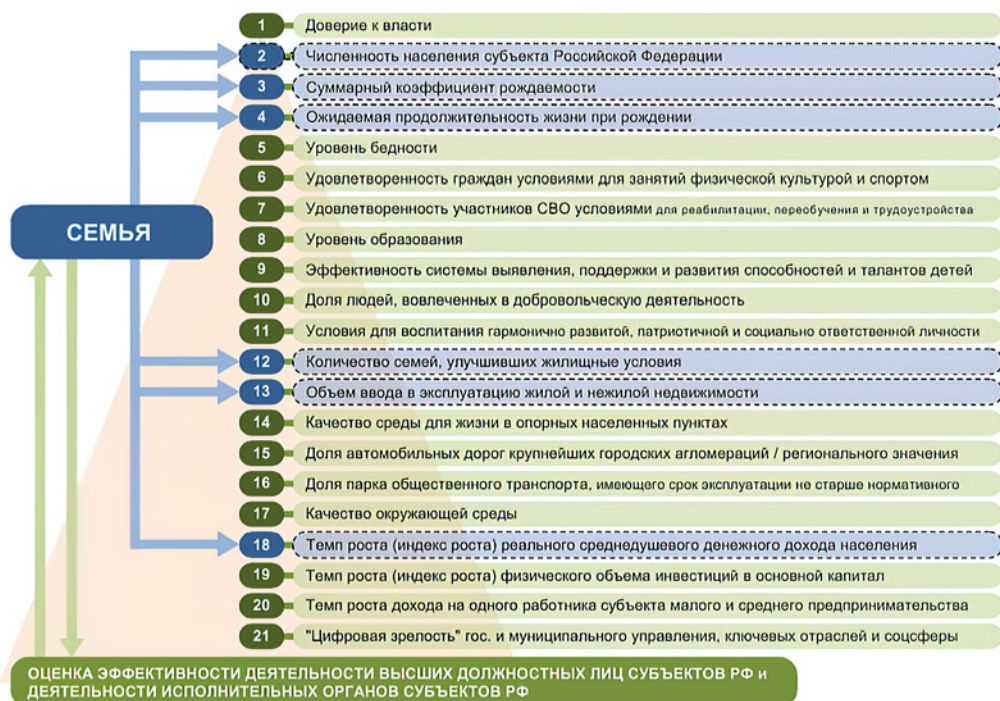 1 Доверие к власти
2 Численность населения субъекта Российской Федерации
3 Суммарный коэффициент рождаемости
4 Ожидаемая продолжительность жизни при рождении
5 Уровень бедности
6 Удовлетворенность граждан условиями для занятий физической культурой и спортом
7 Удовлетворенность участников СВО условиями для реабилитации, переобучения и трудоустройства
СЕМЬЯ
8 Уровень образования
9 Эффективность системы выявления, поддержки и развития способностей и талантов детей
10 Доля людей, вовлеченных в добровольческую деятельность
11 Условия для воспитания гармонично развитой, патриотичной и социально ответственной личности
12 Количество семей, улучшивших жилищные условия
13 Объем ввода в эксплуатацию жилой и нежилой недвижимости
14 Качество среды для жизни в опорных населенных пунктах
15 Доля автомобильных дорог крупнейших городских агломераций / регионального значения
16 Доля парка общественного транспорта, имеющего срок эксплуатации не старше нормативного
17 Качество окружающей среды
18 Темп роста (индекс роста) реального среднедушевого денежного дохода населения
19 Темп роста (индекс роста) физического объема инвестиций в основной капитал
20 Темп роста дохода на одного работника субъекта малого и среднего предпринимательства
21 "Цифровая зрелость" гос. и муниципального управления, ключевых отраслей и соцсферы
ОЦЕНКА ЭФФЕКТИВНОСТИ ДЕЯТЕЛЬНОСТИ ВЫСШИХ ДОЛЖНОСТНЫХ ЛИЦ СУБЪЕКТОВ РФ и
ДЕЯТЕЛЬНОСТИ ИСПОЛНИТЕЛЬНЫХ ОРГАНОВ СУБЪЕКТОВ РФ